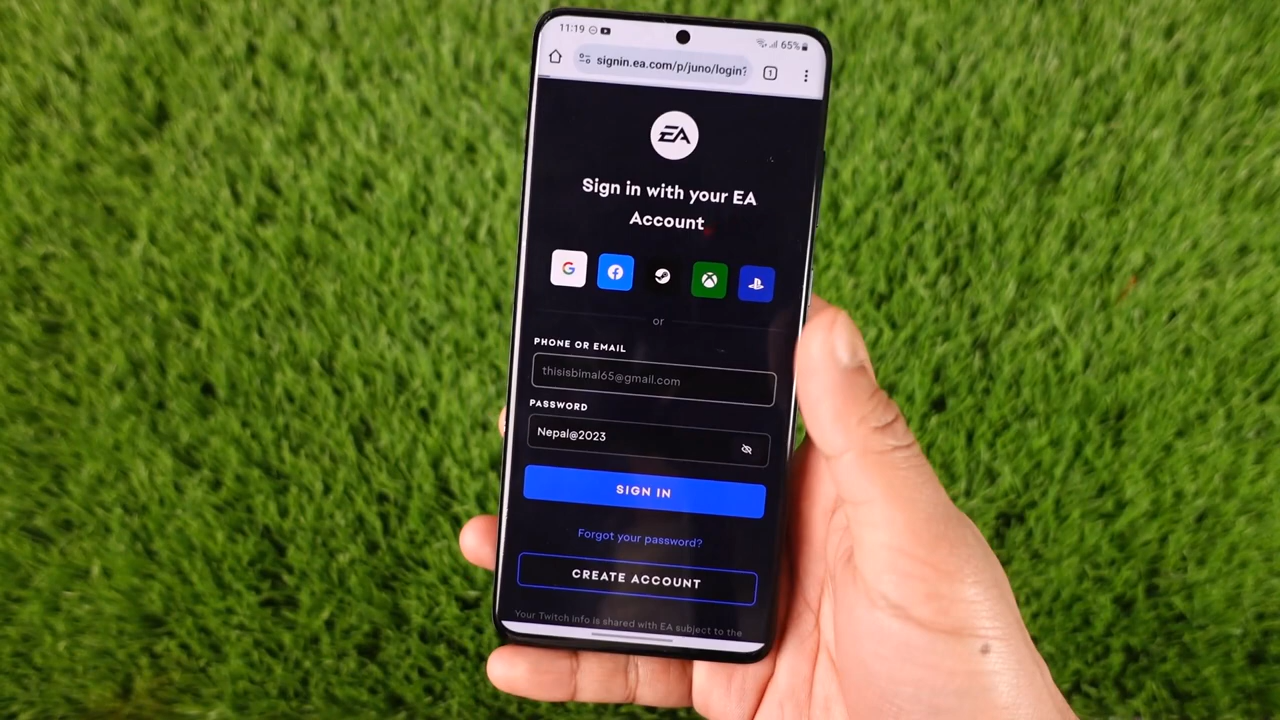 11:19
65%
signin.ea.com/p/juno/login?
1
EA
Sign in with your EA
Account
G
f
or
PHONE OR EMAIL
thisisbimal65@gmail.com
PASSWORD
Nepal@2023
SIGN IN
Forgot your password?
CREATE ACCOUNT
Your Twitch info is shared with EA subject to the